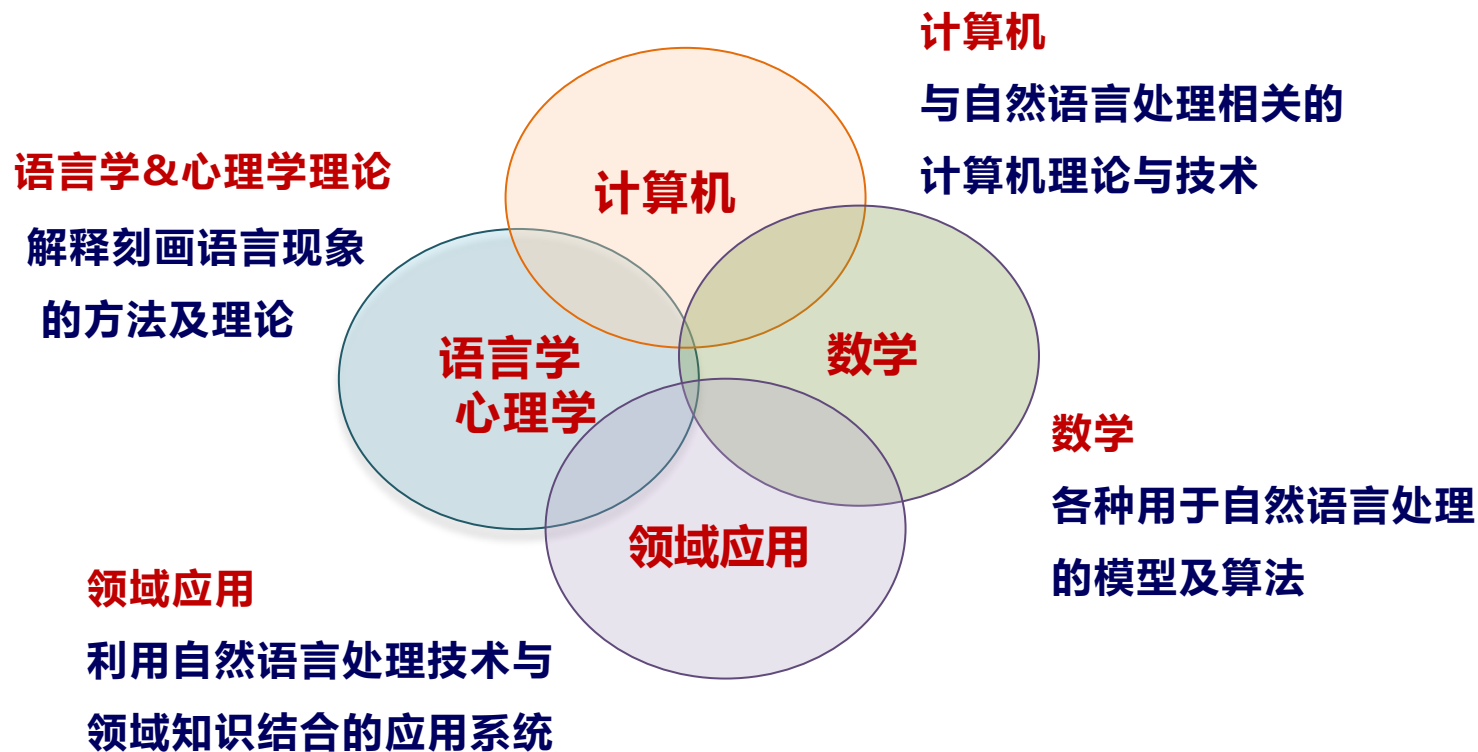 计算机
与自然语言处理相关的
计算机理论与技术
语言学&心理学理论
解释刻画语言现象
的方法及理论
计算机
语言学
心理学
数学
领域应用
数学
各种用于自然语言处理
的模型及算法
领域应用
利用自然语言处理技术与
领域知识结合的应用系统